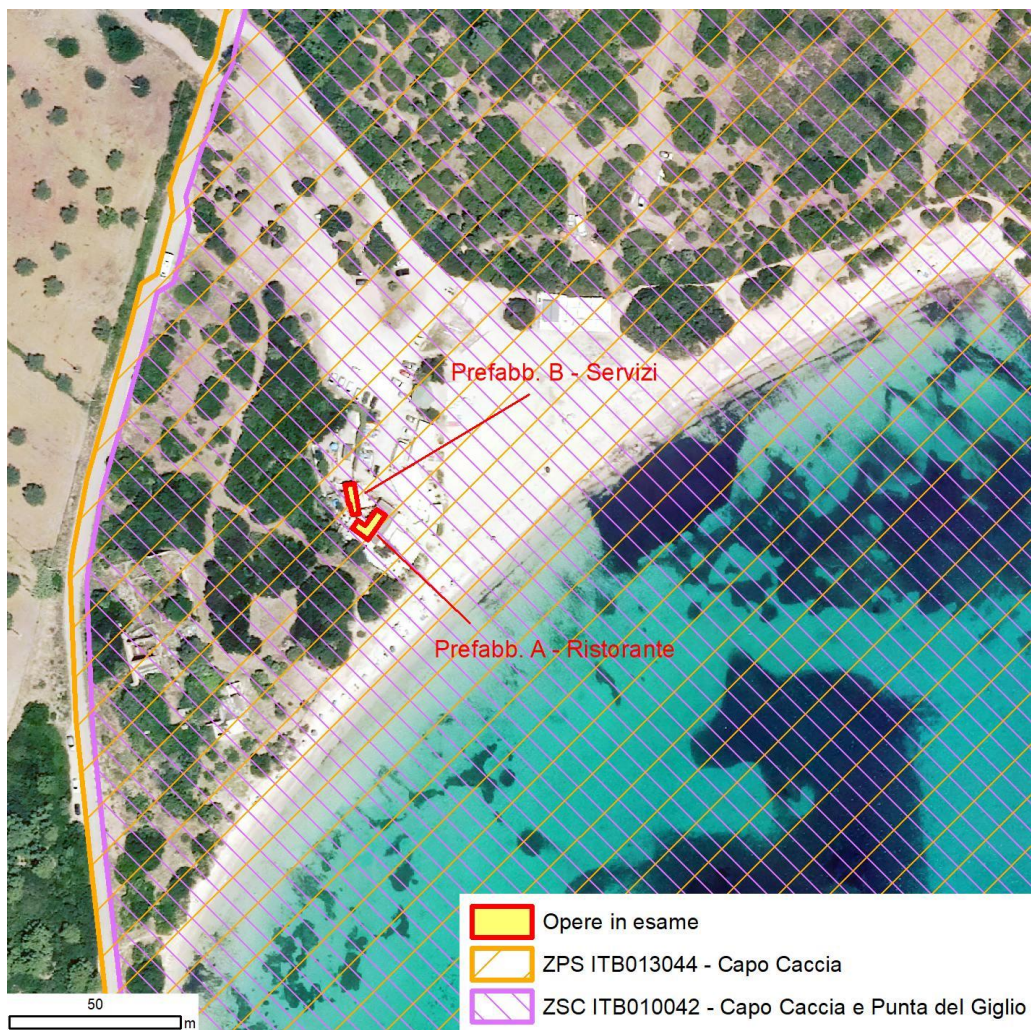 Prefabb. B - Servizi
Prefabb. A - Ristorante
Opere in esame
ZPS ITB013044 - Capo Caccia
ZSC ITB010042 - Capo Caccia e Punta del Giglio
50
m